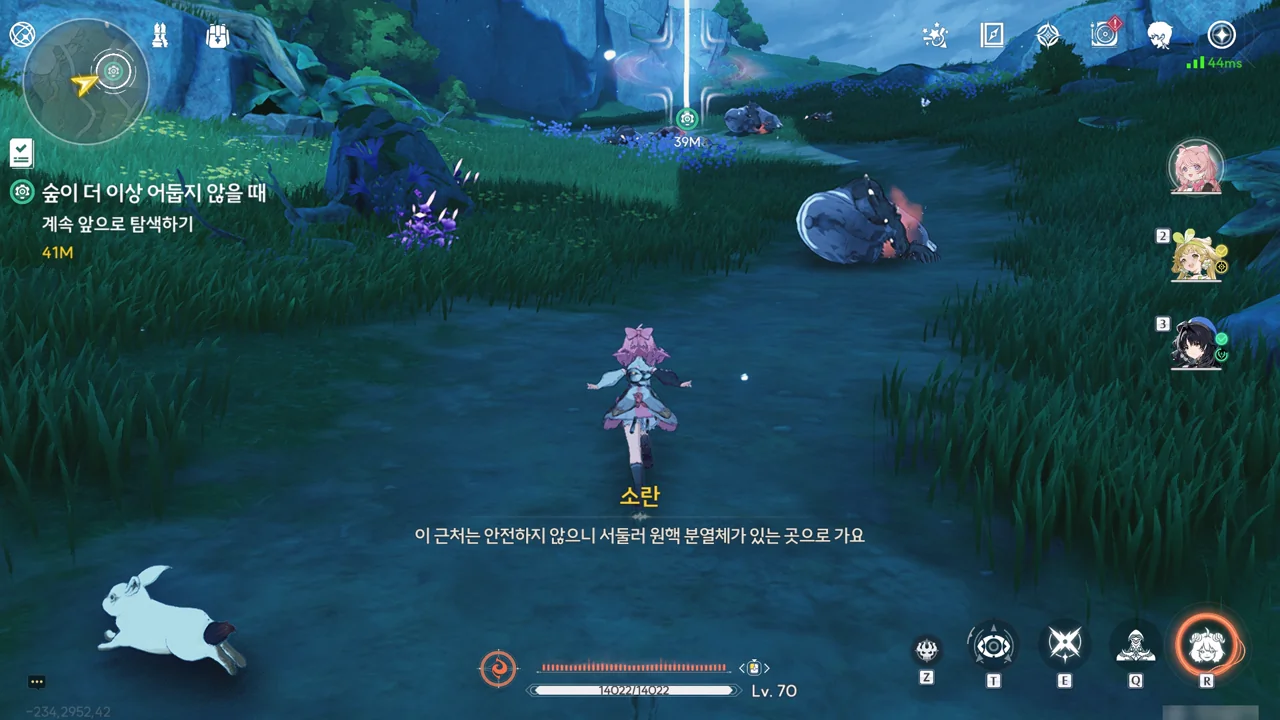 44ms
39M
숲이 더 이상 어둡지 않을 때
계속 앞으로 탐색하기
41M
2
3
소란
이 근처는 안전하지 않으니 서둘러 원핵 분열체가 있는 곳으로 가요
14022/14022
Lv. 70
Z
T
E
Q
R
-234,2952,42